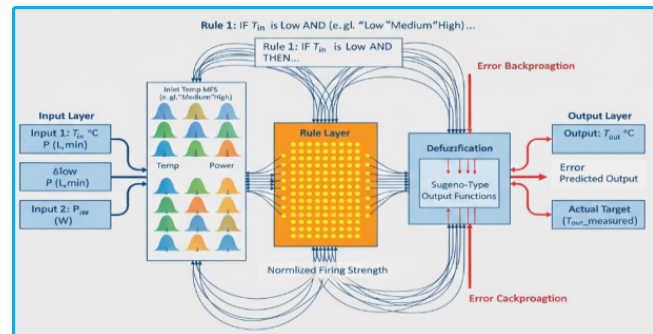 Rule 1: IF Tin is Low AND (e. gl. “Low "Medium"High) ...
Rule 1: IF Tin is Low AND
THEN...
Error Backproagtion
Inlet Temp MFS
(e.gl."Medium"High)
Input Layer
Input 1: Tin °C
P (L,min)
δlow
P (L,min)
Input 2: Pin
(W)
Temp
Power
Rule Layer
Normlized Firing Strength
Defuzzification
Sugeno-Type
Output Functions
Output Layer
Output: Tout °C
Error
Predicted Output
Actual Target
(Tout_measured)
Error Cackproagtion